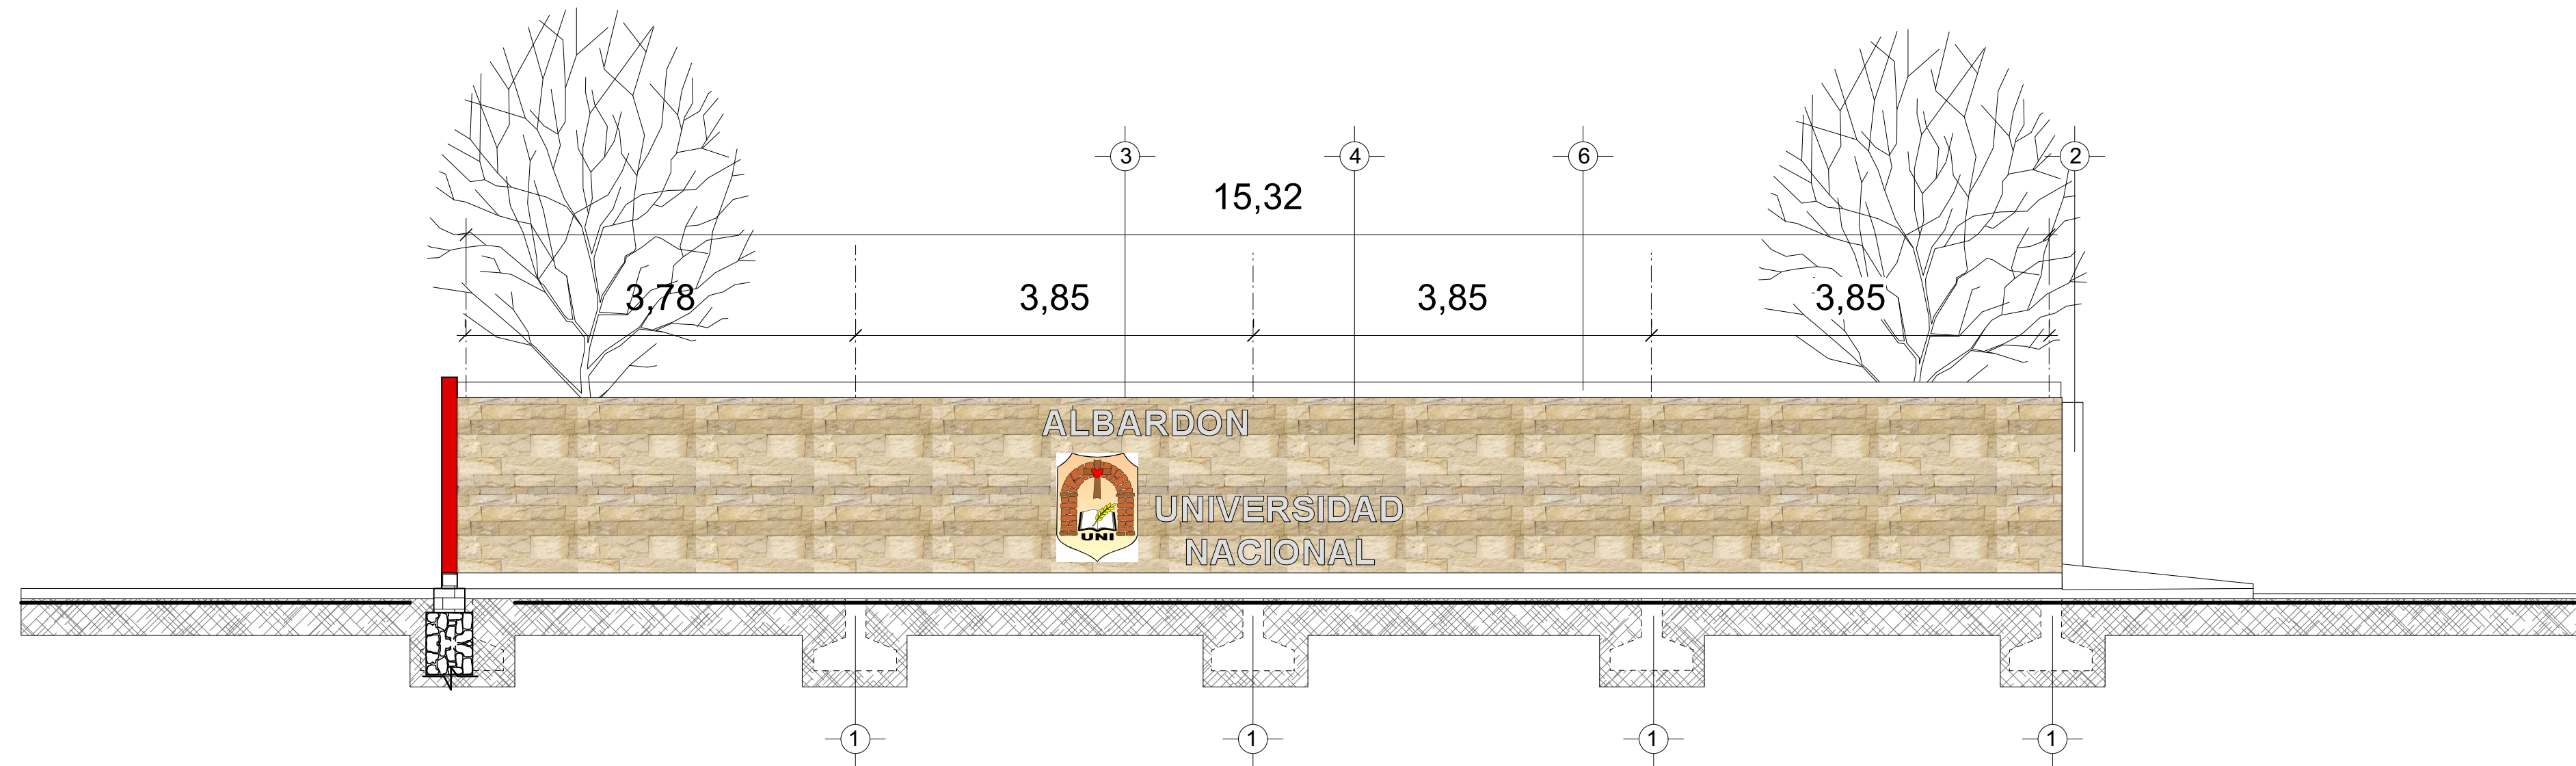 3 4 6 2
15,32
3,78 3,85 3,85 3,85
ALBARDON
UNIVERSIDAD
UNI
NACIONAL
1 1 1 1